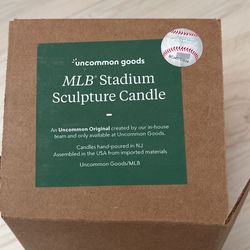 uncommon goods
MLB® Stadium
Sculpture Candle
An Uncommon Original created by our in-house
team and only available at Uncommon Goods.
Candles hand-poured in NJ
Assembled in the USA from imported materials
Uncommon Goods/MLB